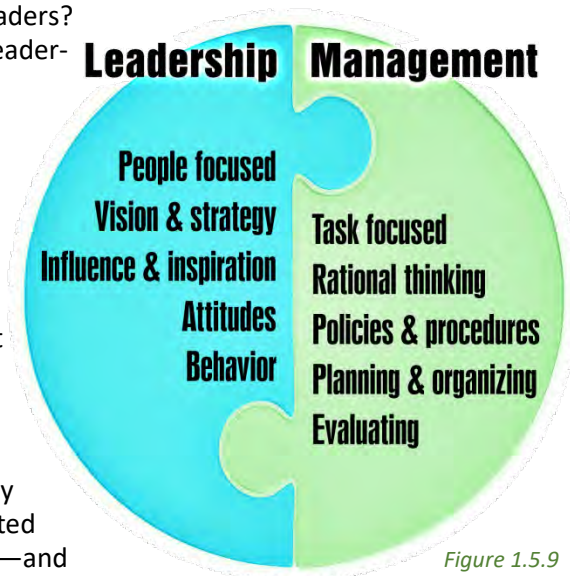 aders?
eader-
Leadership Management
People focused
Vision & strategy
Influence & inspiration
Attitudes
Behavior
Task focused
Rational thinking
Policies & procedures
Planning & organizing
Evaluating
t
y
ted
—and
Figure 1.5.9